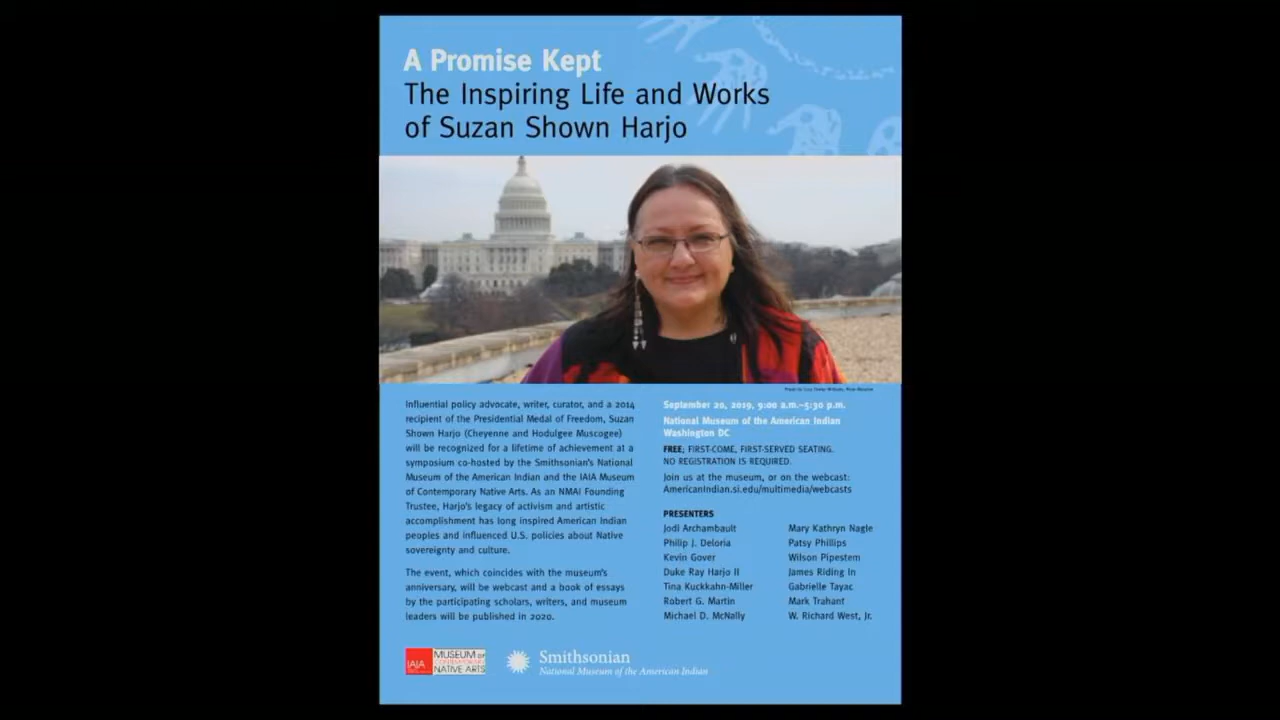 A Promise Kept
The Inspiring Life and Works
of Suzan Shown Harjo
Influential policy advocate, writer, curator, and a 2014
recipient of the Presidential Medal of Freedom, Suzan
Shown Harjo (Cheyenne and Hodulgee Muscogee)
will be recognized for a lifetime of achievement at a
symposium co-hosted by the Smithsonian's National
Museum of the American Indian and the IAIA Museum
of Contemporary Native Arts. As an NMAI Founding
Trustee, Harjo's legacy of activism and artistic
accomplishment has long inspired American Indian
peoples and influenced U.S. policies about Native
sovereignty and culture.
The event, which coincides with the museum's
anniversary, will be webcast and a book of essays
by the participating scholars, writers, and museum
leaders will be published in 2020.
September 20, 2019, 9:00 a.m.–5:30 p.m.
National Museum of the American Indian
Washington DC
FREE; FIRST-COME, FIRST-SERVED SEATING.
NO REGISTRATION IS REQUIRED.
Join us at the museum, or on the webcast:
AmericanIndian.si.edu/multimedia/webcasts
PRESENTERS
Jodi Archambault
Philip J. Deloria
Kevin Gover
Duke Ray Harjo II
Tina Kuckkahn-Miller
Robert G. Martin
Michael D. McNally
Mary Kathryn Nagle
Patsy Phillips
Wilson Pipestem
James Riding In
Gabrielle Tayac
Mark Trahant
W. Richard West, Jr.
IAIA
MUSEUM OF
CONTEMPORARY
NATIVE ARTS
Smithsonian
National Museum of the American Indian